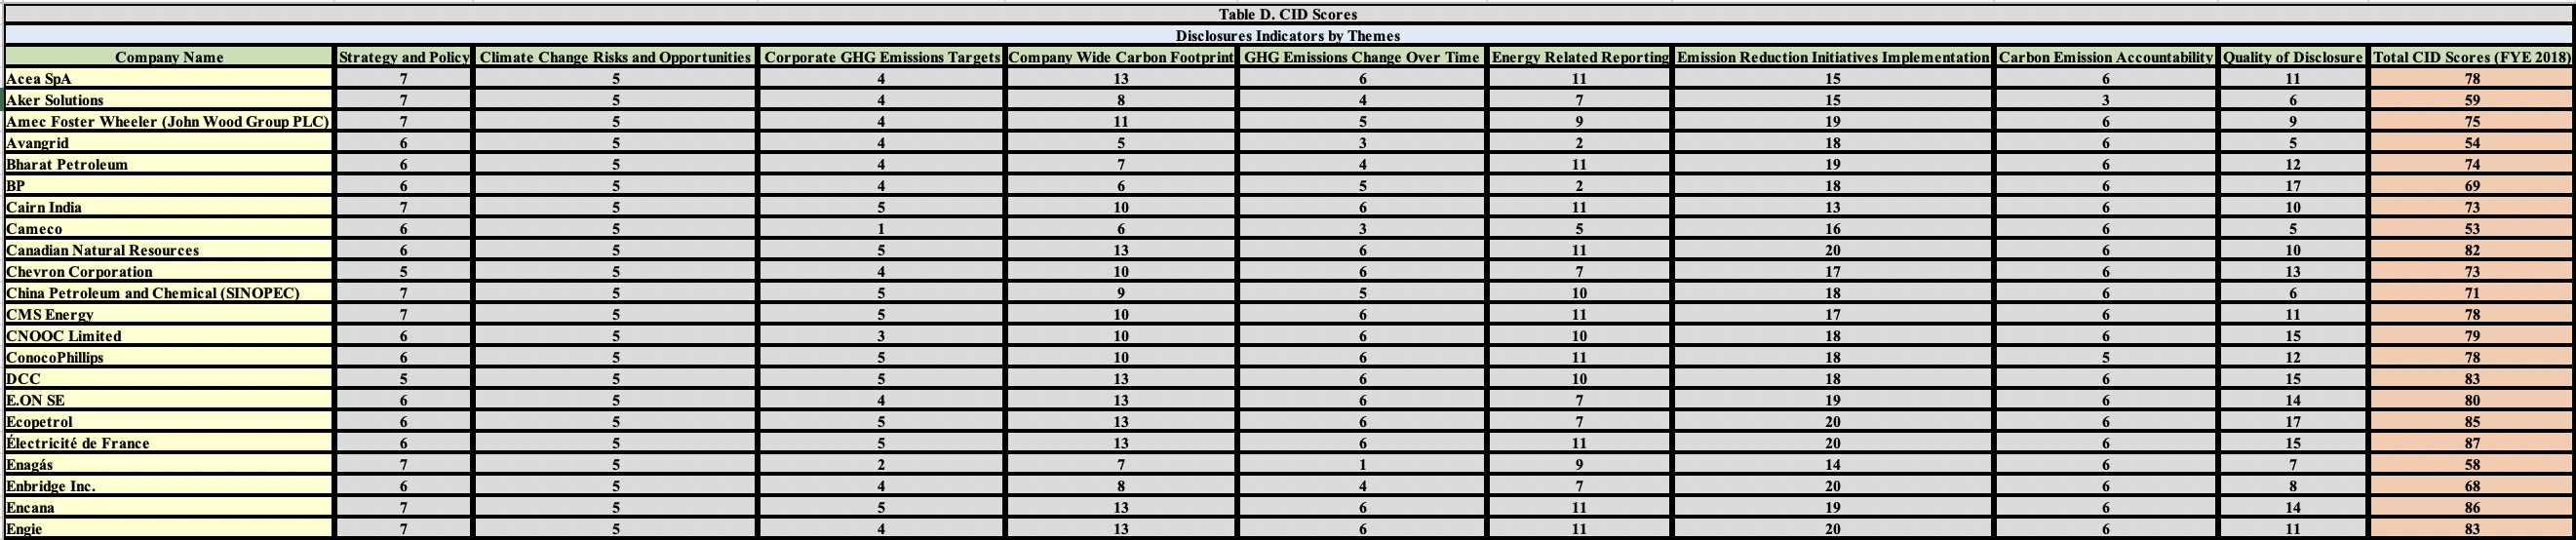 Table D. CID Scores
Disclosures Indicators by Themes
Company Name Strategy and Policy Climate Change Risks and Opportunities Corporate GHG Emissions Targets Company Wide Carbon Footprint GHG Emissions Change Over Time Energy Related Reporting Emission Reduction Initiatives Implementation Carbon Emission Accountability Quality of Disclosure Total CID Scores (FYE 2018)
Acea SpA 7 5 4 13 6 11 15 6 11 78
Aker Solutions 7 5 4 8 4 7 15 3 6 59
Amec Foster Wheeler (John Wood Group PLC) 7 5 4 11 5 9 19 6 9 75
Avangrid 6 5 4 5 3 2 18 6 5 54
Bharat Petroleum 6 5 4 7 4 11 19 6 12 74
BP 6 5 4 6 5 2 18 6 17 69
Cairn India 7 5 5 10 6 11 13 6 10 73
Cameco 6 5 1 6 3 5 16 6 5 53
Canadian Natural Resources 6 5 5 13 6 11 20 6 10 82
Chevron Corporation 5 5 4 10 6 7 17 6 13 73
China Petroleum and Chemical (SINOPEC) 7 5 5 9 5 10 18 6 6 71
CMS Energy 7 5 5 10 6 11 17 6 11 78
CNOOC Limited 6 5 3 10 6 10 18 6 15 79
ConocoPhillips 6 5 5 10 6 11 18 5 12 78
DCC 5 5 5 13 6 10 18 6 15 83
E.ON SE 6 5 4 13 6 7 19 6 14 80
Ecopetrol 6 5 5 13 6 7 20 6 17 85
Électricité de France 6 5 5 13 6 11 20 6 15 87
Enagás 7 5 2 7 1 9 14 6 7 58
Enbridge Inc. 6 5 4 8 4 7 20 6 8 68
Encana 7 5 5 13 6 11 19 6 14 86
Engie 7 5 4 13 6 11 20 6 11 83